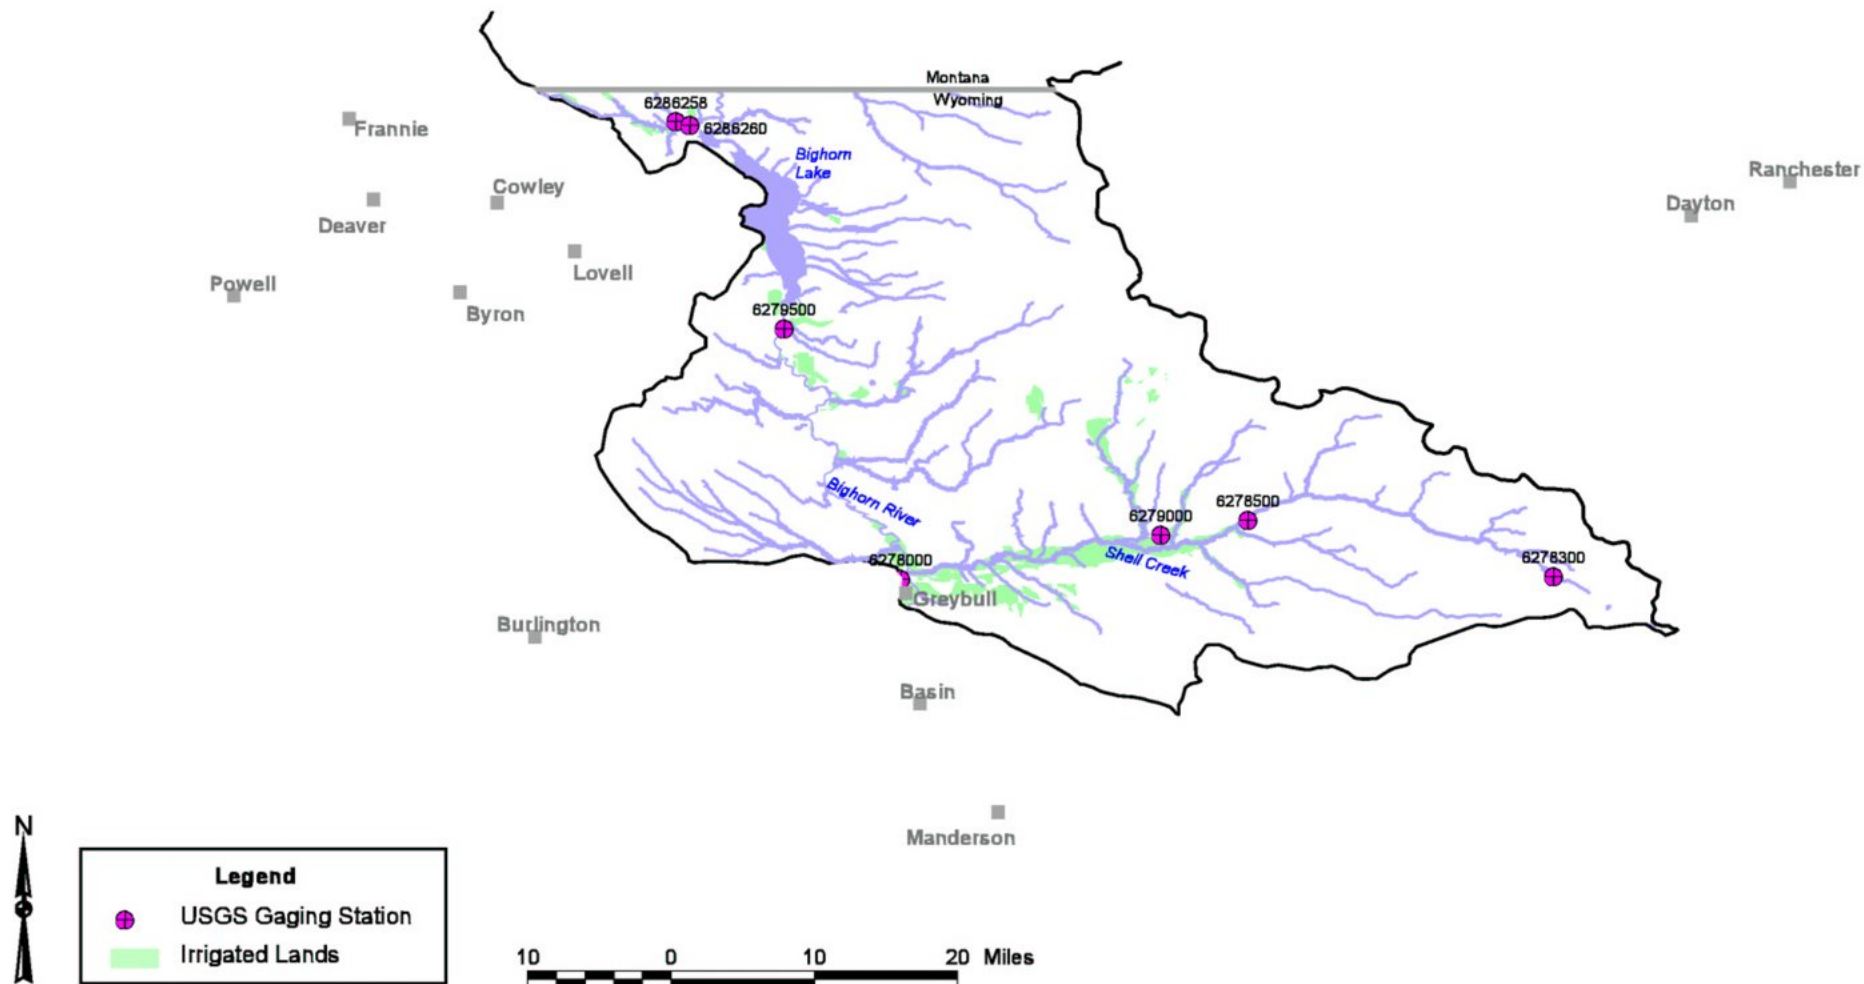 Montana
Wyoming
6286258
6286260
Frannie
Bighorn
Lake
Ranchester
Cowley
Dayton
Deaver
Lovell
Powell
Byron
6279500
Bighorn River
6278500
6279000
Shell Creek
6278300
6278000
Greybull
Burlington
Basin
Manderson
N
Legend
USGS Gaging Station
Irrigated Lands
10 0 10 20 Miles